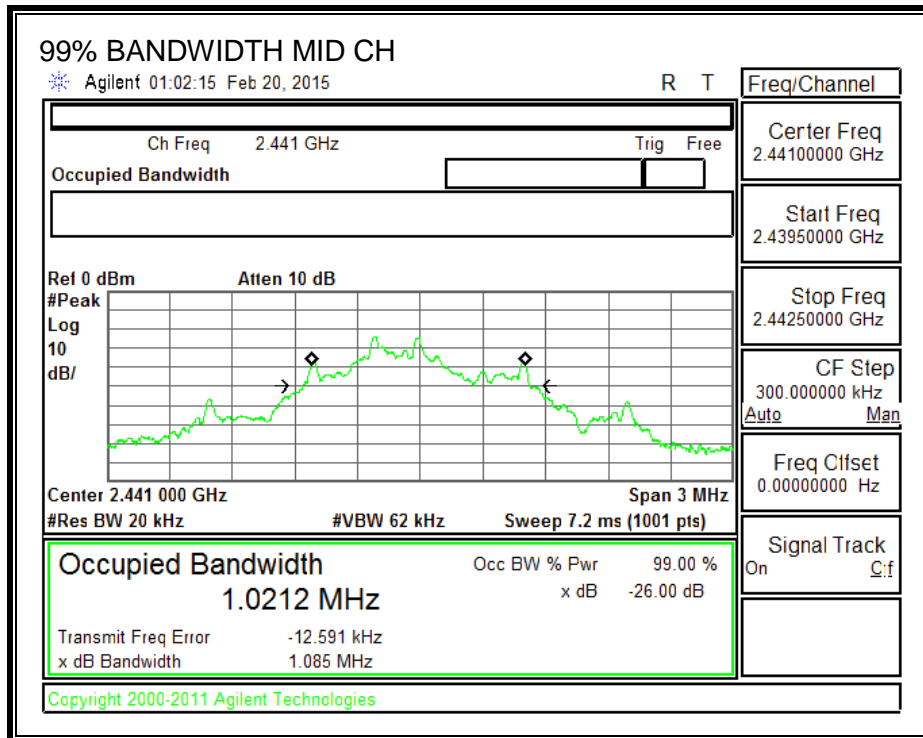 99% BANDWIDTH MID CH
Agilent 01:02:15 Feb 20, 2015 R T
Ch Freq 2.441 GHz Trig Free
Occupied Bandwidth
Ref 0 dBm Atten 10 dB
#Peak
Log
10
dB/
Center 2.441 000 GHz Span 3 MHz
#Res BW 20 kHz #VBW 62 kHz Sweep 7.2 ms (1001 pts)
Occupied Bandwidth Occ BW % Pwr 99.00 %
1.0212 MHz x dB -26.00 dB
Transmit Freq Error -12.591 kHz
x dB Bandwidth 1.085 MHz
Copyright 2000-2011 Agilent Technologies
Freq/Channel
Center Freq
2.44100000 GHz
Start Freq
2.43950000 GHz
Stop Freq
2.44250000 GHz
CF Step
300.000000 kHz
Auto Man
Freq Offset
0.00000000 Hz
Signal Track
On Off